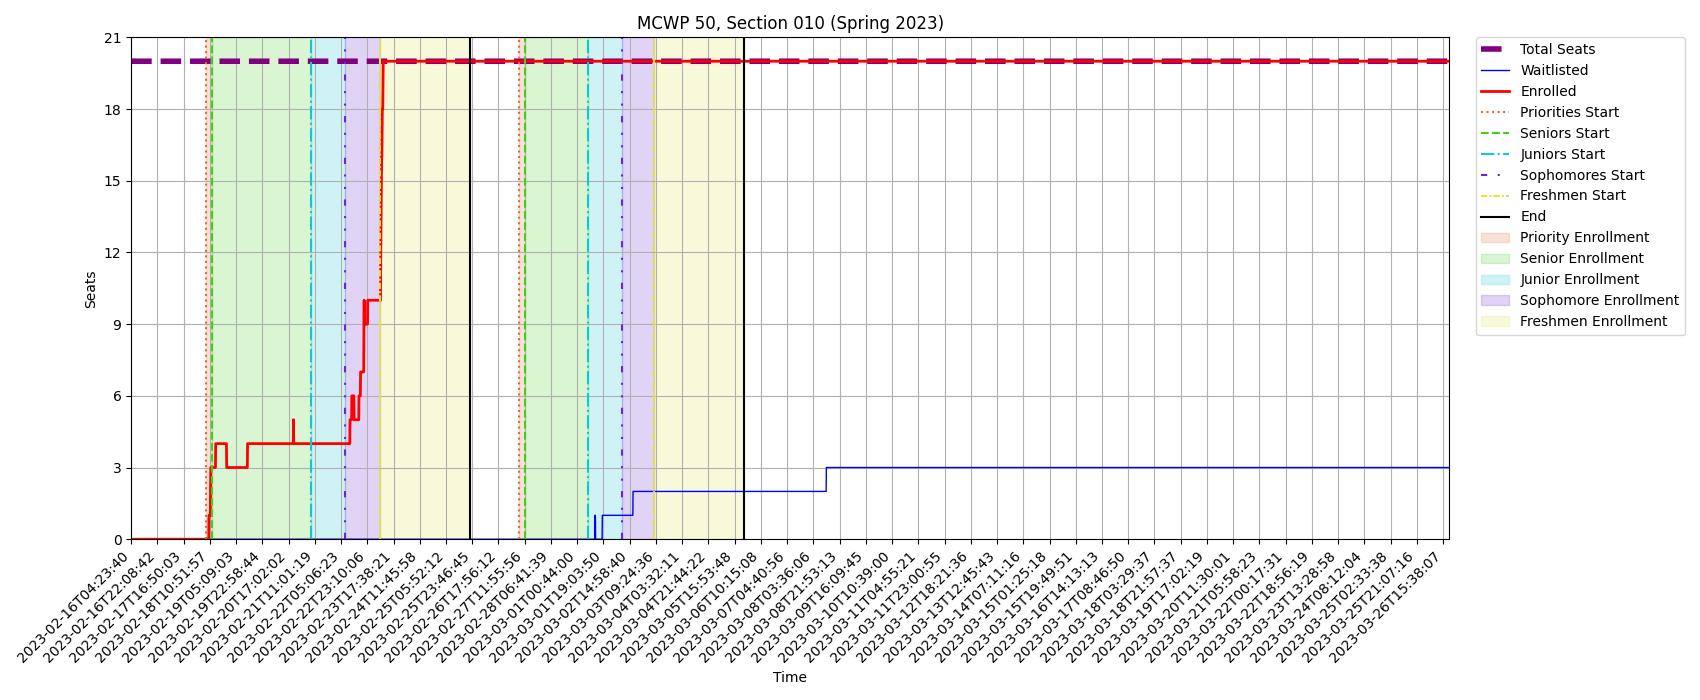 MCWP 50, Section 010 (Spring 2023)
Seats
21
18
15
12
9
6
3
0
2023-02-16T04:23:40
2023-02-16T22:08:42
2023-02-17T16:50:03
2023-02-18T10:51:57
2023-02-19T05:09:03
2023-02-19T22:58:44
2023-02-20T17:02:02
2023-02-21T11:01:19
2023-02-22T05:06:23
2023-02-22T23:10:06
2023-02-23T17:38:21
2023-02-24T11:45:58
2023-02-25T05:52:12
2023-02-25T23:46:45
2023-02-26T17:56:12
2023-02-27T11:55:56
2023-02-28T06:41:39
2023-03-01T00:44:00
2023-03-01T19:03:50
2023-03-02T14:58:40
2023-03-03T09:24:36
2023-03-04T03:32:11
2023-03-04T21:44:22
2023-03-05T15:53:48
2023-03-06T10:15:08
2023-03-07T04:40:56
2023-03-08T03:36:06
2023-03-08T21:53:13
2023-03-09T16:09:45
2023-03-10T10:39:00
2023-03-11T04:55:21
2023-03-11T23:00:55
2023-03-12T18:21:36
2023-03-13T12:45:43
2023-03-14T07:11:16
2023-03-15T01:25:18
2023-03-15T19:49:51
2023-03-16T14:13:13
2023-03-17T08:46:50
2023-03-18T03:29:37
2023-03-18T21:57:37
2023-03-19T17:02:19
2023-03-20T11:30:01
2023-03-21T05:58:23
2023-03-22T00:17:31
2023-03-22T18:56:19
2023-03-23T13:28:58
2023-03-24T08:12:04
2023-03-25T02:33:38
2023-03-25T21:07:16
2023-03-26T15:38:07
Time
Total Seats
Waitlisted
Enrolled
Priorities Start
Seniors Start
Juniors Start
Sophomores Start
Freshmen Start
End
Priority Enrollment
Senior Enrollment
Junior Enrollment
Sophomore Enrollment
Freshmen Enrollment